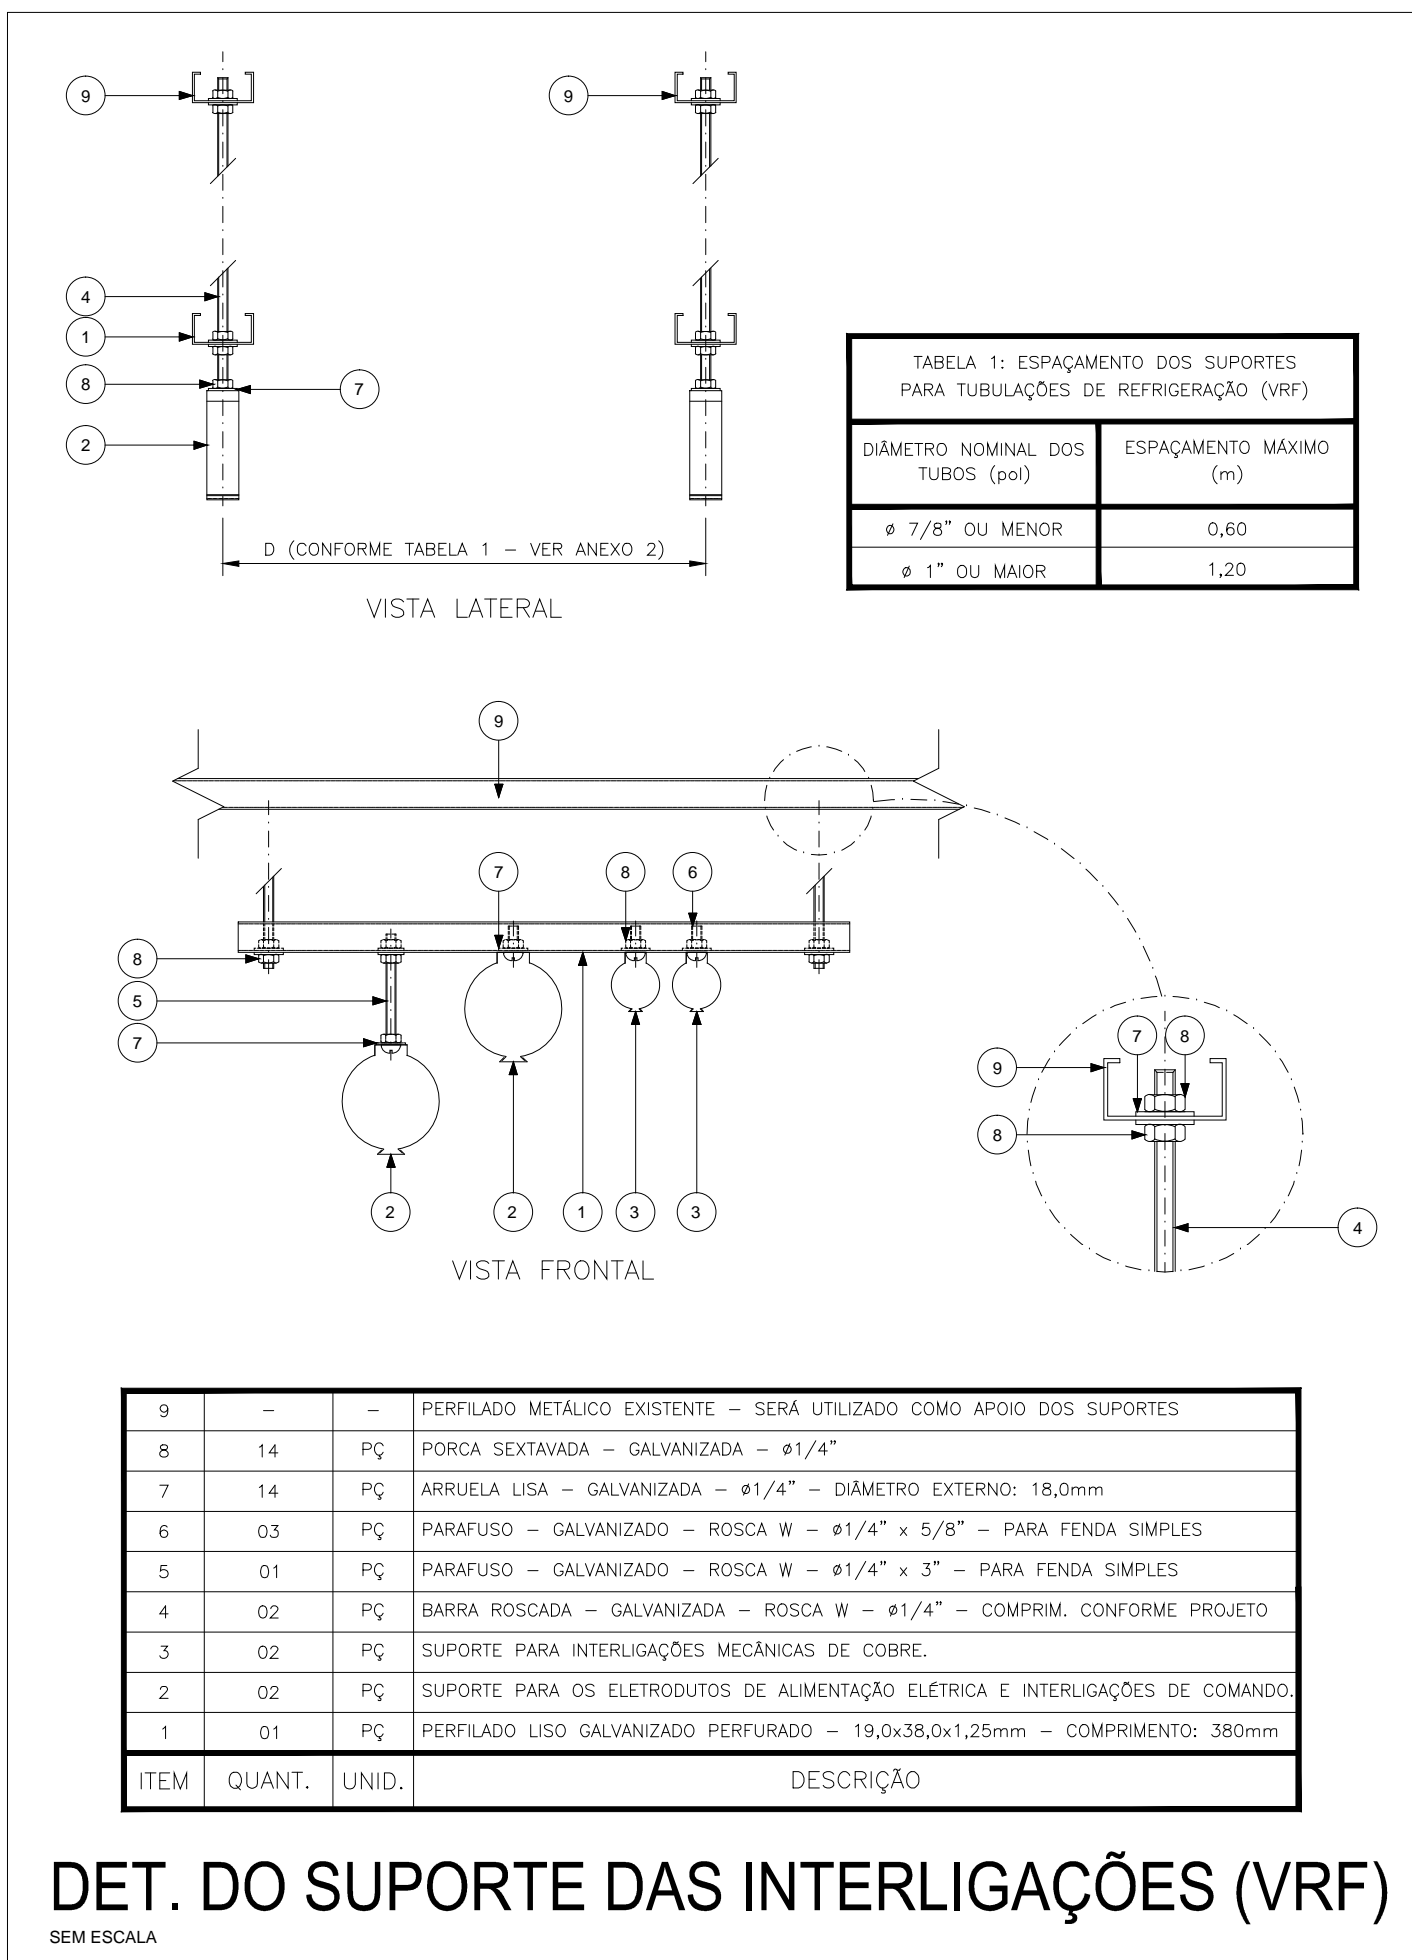 9
9
4
1
8
7
2
TABELA 1: ESPAÇAMENTO DOS SUPORTES
PARA TUBULAÇÕES DE REFRIGERAÇÃO (VRF)
DIÂMETRO NOMINAL DOS
TUBOS (pol)
ESPAÇAMENTO MÁXIMO
(m)
ø 7/8" OU MENOR
0,60
ø 1" OU MAIOR
1,20
D (CONFORME TABELA 1 – VER ANEXO 2)
VISTA LATERAL
9
7
8
6
8
5
7
2
2
1
3
3
VISTA FRONTAL
7
8
9
8
4
9 – – PERFILADO METÁLICO EXISTENTE – SERÁ UTILIZADO COMO APOIO DOS SUPORTES
8 14 PÇ PORCA SEXTAVADA – GALVANIZADA – ø1/4"
7 14 PÇ ARRUELA LISA – GALVANIZADA – ø1/4" – DIÂMETRO EXTERNO: 18,0mm
6 03 PÇ PARAFUSO – GALVANIZADO – ROSCA W – ø1/4" x 5/8" – PARA FENDA SIMPLES
5 01 PÇ PARAFUSO – GALVANIZADO – ROSCA W – ø1/4" x 3" – PARA FENDA SIMPLES
4 02 PÇ BARRA ROSCADA – GALVANIZADA – ROSCA W – ø1/4" – COMPRIM. CONFORME PROJETO
3 02 PÇ SUPORTE PARA INTERLIGAÇÕES MECÂNICAS DE COBRE.
2 02 PÇ SUPORTE PARA OS ELETRODUTOS DE ALIMENTAÇÃO ELÉTRICA E INTERLIGAÇÕES DE COMANDO.
1 01 PÇ PERFILADO LISO GALVANIZADO PERFURADO – 19,0x38,0x1,25mm – COMPRIMENTO: 380mm
ITEM QUANT. UNID. DESCRIÇÃO
DET. DO SUPORTE DAS INTERLIGAÇÕES (VRF)
SEM ESCALA